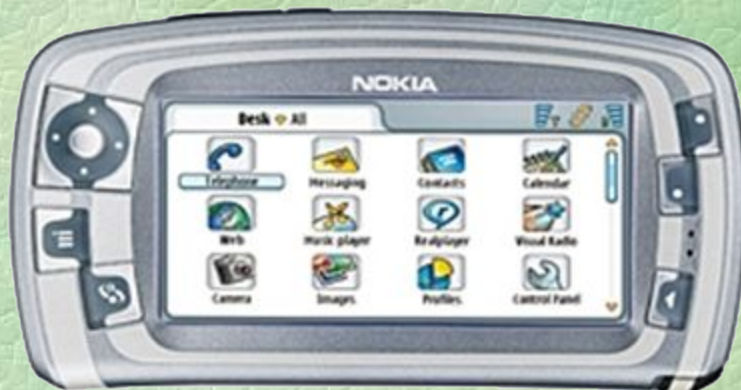 NOKIA
Desk All
Telephone Messaging Contacts Calendar
Web Music player Realplayer Visual Radio
Camera Images Profiles Control Panel